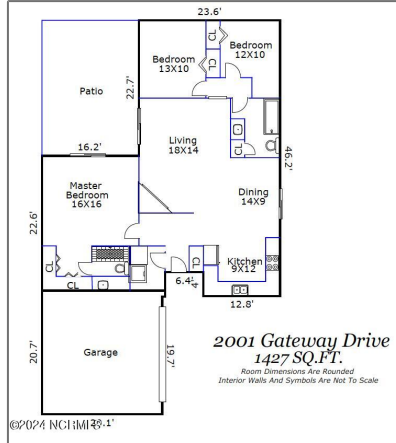 23.6'
CL
Bedroom
12X10
Bedroom
13X10
CL
Patio
22.7'
Living
18X14
CL
46.2'
16.2'
Master
Bedroom
16X16
Dining
14X9
22.6'
CL
CL
CL
Kitchen
9X12
6.4'
4'
12.8'
20.7'
Garage
19.7'
2001 Gateway Drive
1427 SQ.FT.
Room Dimensions Are Rounded
Interior Walls And Symbols Are Not To Scale
©2024 NCRMLS